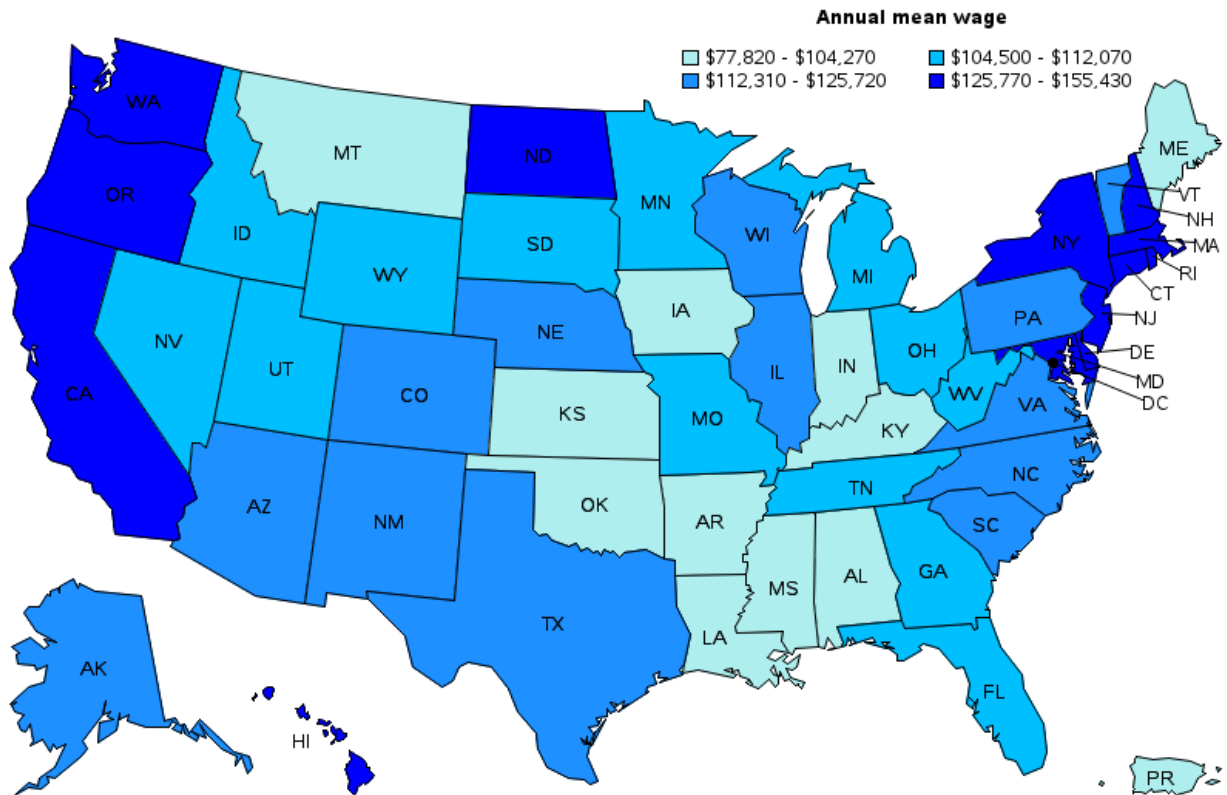 Annual mean wage
$77,820 - $104,270 $104,500 - $112,070
$112,310 - $125,720 $125,770 - $155,430
WA
ME
MT
ND
VT
OR
MN
NH
ID
SD
WI
NY
MA
WY
MI
RI
CT
IA
PA
NJ
NE
NV
OH
DE
UT
IL
IN
MD
CA
CO
WV
DC
VA
KS
MO
KY
NC
TN
OK
AZ
NM
AR
SC
GA
MS
AL
TX
LA
AK
FL
HI
PR